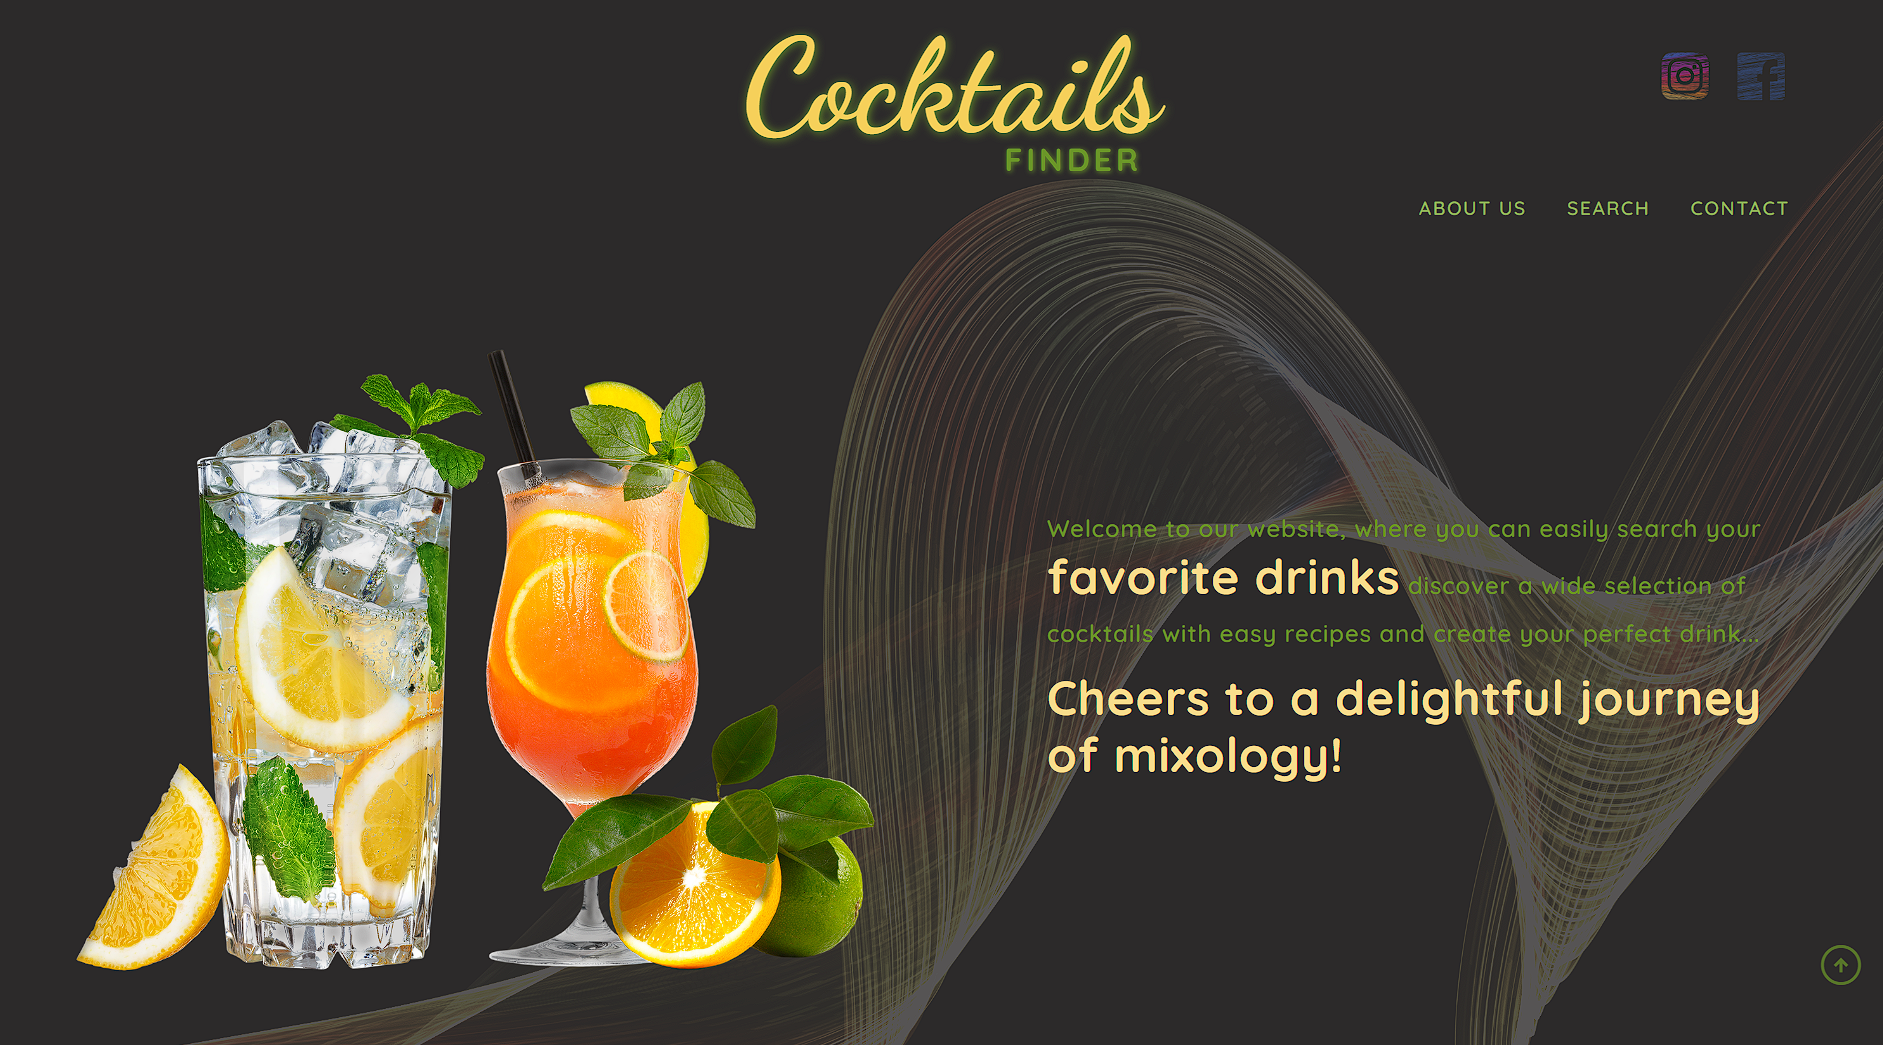 Cocktails
FINDER
ABOUT US SEARCH CONTACT
Welcome to our website, where you can easily search your
favorite drinks discover a wide selection of
cocktails with easy recipes and create your perfect drink...
Cheers to a delightful journey
of mixology!